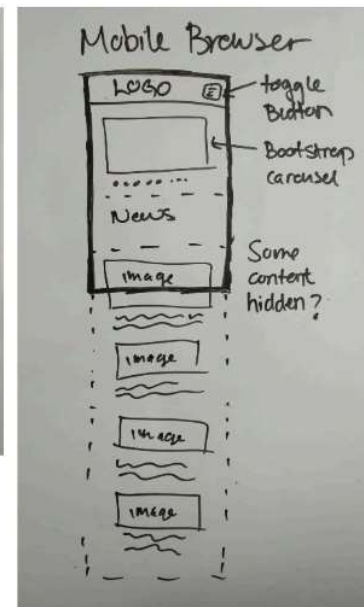 Mobile Browser
LOGO
toggle
Button
Bootstrap
carousel
News
Some
content
hidden?
image
image
image
image